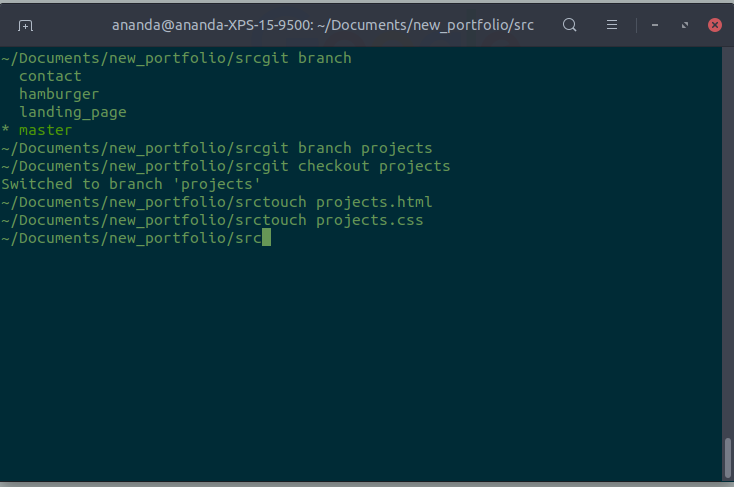 ananda@ananda-XPS-15-9500: ~/Documents/new_portfolio/src
~/Documents/new_portfolio/srcgit branch
  contact
  hamburger
  landing_page
* master
~/Documents/new_portfolio/srcgit branch projects
~/Documents/new_portfolio/srcgit checkout projects
Switched to branch 'projects'
~/Documents/new_portfolio/srctouch projects.html
~/Documents/new_portfolio/srctouch projects.css
~/Documents/new_portfolio/src